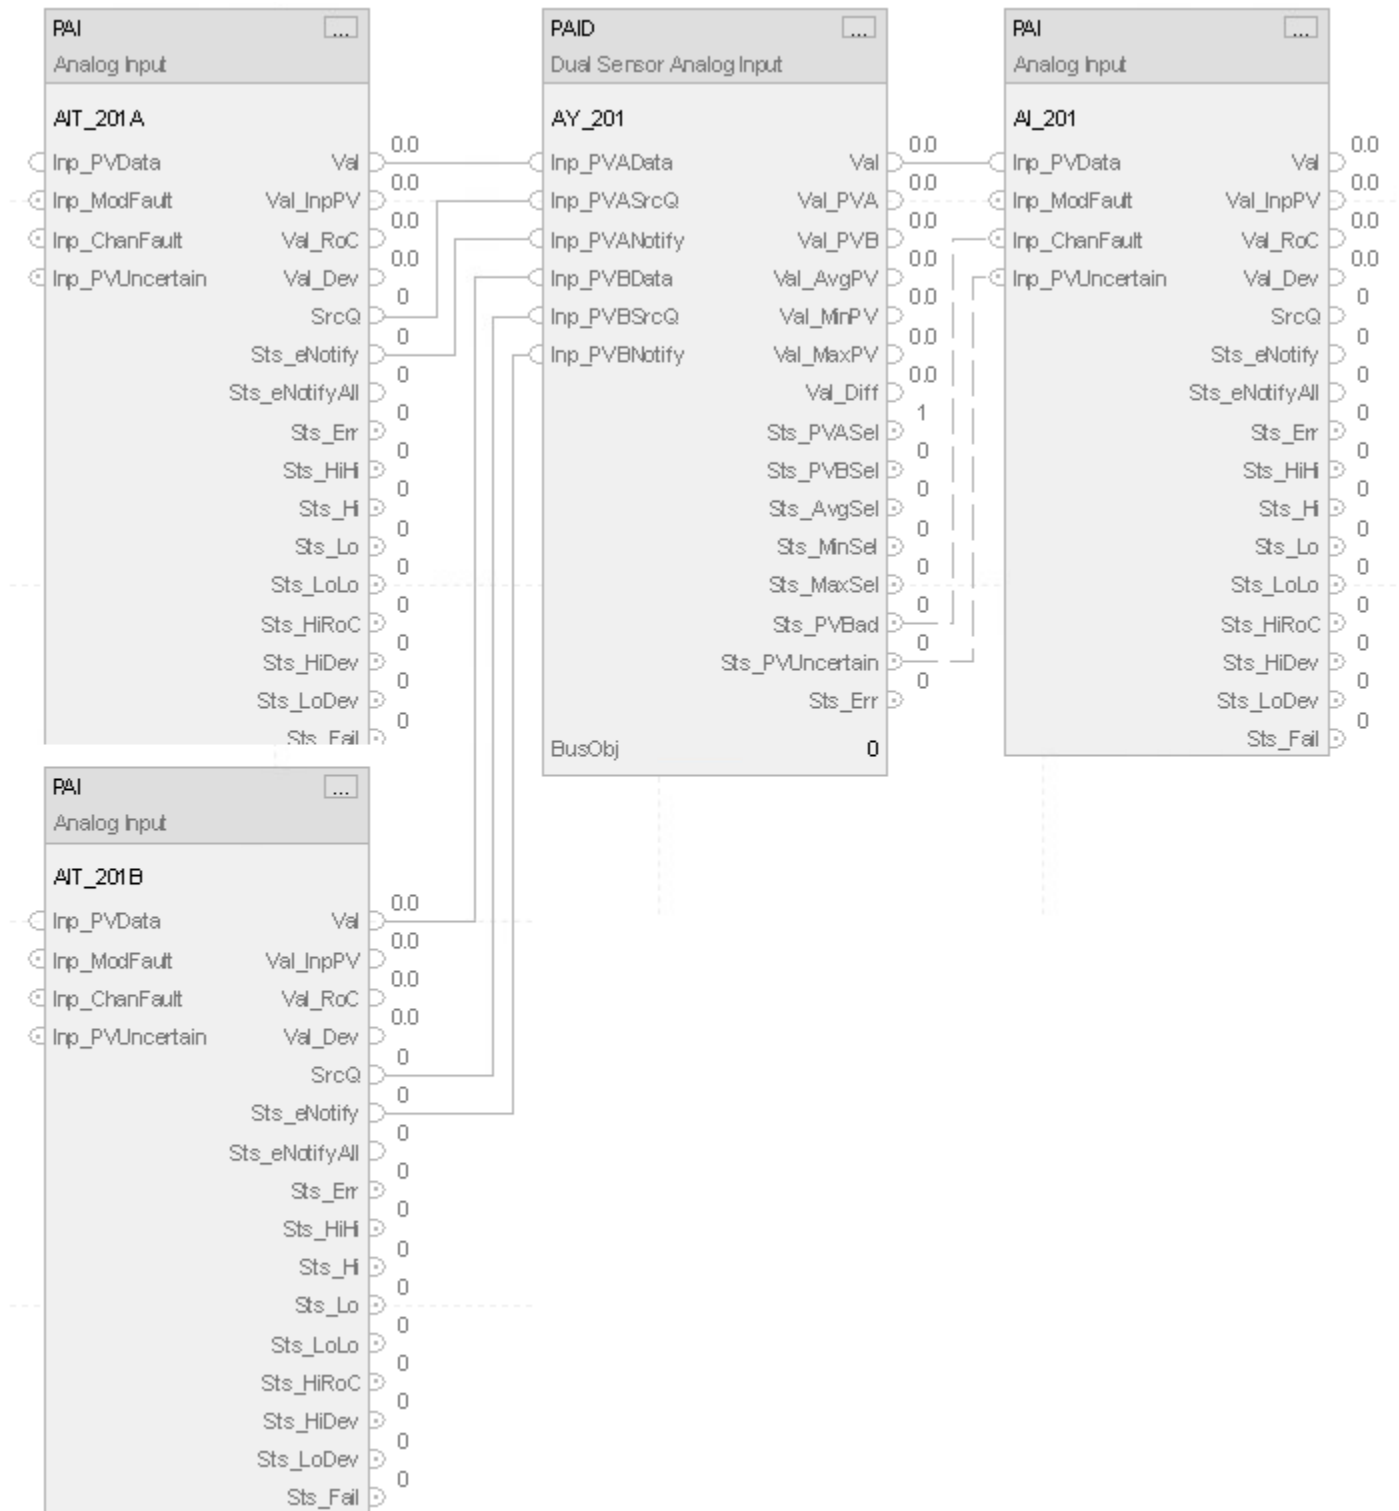 PAI ...
Analog Input
AIT_201A
0.0
Inp_PVData Val
0.0
Inp_ModFault Val_InpPV
0.0
Inp_ChanFault Val_RoC
0.0
Inp_PVUncertain Val_Dev
0
SrcQ
0
Sts_eNotify
0
Sts_eNotifyAll
0
Sts_Err
0
Sts_HiHi
0
Sts_Hi
0
Sts_Lo
0
Sts_LoLo
0
Sts_HiRoC
0
Sts_HiDev
0
Sts_LoDev
0
Sts_Fail
PAID ...
Dual Sensor Analog Input
AY_201
0.0
Inp_PVAData Val
0.0
Inp_PVASrcQ Val_PVA
0.0
Inp_PVANotify Val_PVB
0.0
Inp_PVBData Val_AvgPV
0.0
Inp_PVBSrcQ Val_MinPV
0.0
Inp_PVBNotify Val_MaxPV
0.0
Val_Diff
1
Sts_PVASel
0
Sts_PVBSel
0
Sts_AvgSel
0
Sts_MinSel
0
Sts_MaxSel
0
Sts_PVBad
0
Sts_PVUncertain
0
Sts_Err
BusObj 0
PAI ...
Analog Input
AI_201
0.0
Inp_PVData Val
0.0
Inp_ModFault Val_InpPV
0.0
Inp_ChanFault Val_RoC
0.0
Inp_PVUncertain Val_Dev
0
SrcQ
0
Sts_eNotify
0
Sts_eNotifyAll
0
Sts_Err
0
Sts_HiHi
0
Sts_Hi
0
Sts_Lo
0
Sts_LoLo
0
Sts_HiRoC
0
Sts_HiDev
0
Sts_LoDev
0
Sts_Fail
PAI ...
Analog Input
AIT_201B
0.0
Inp_PVData Val
0.0
Inp_ModFault Val_InpPV
0.0
Inp_ChanFault Val_RoC
0.0
Inp_PVUncertain Val_Dev
0
SrcQ
0
Sts_eNotify
0
Sts_eNotifyAll
0
Sts_Err
0
Sts_HiHi
0
Sts_Hi
0
Sts_Lo
0
Sts_LoLo
0
Sts_HiRoC
0
Sts_HiDev
0
Sts_LoDev
0
Sts_Fail